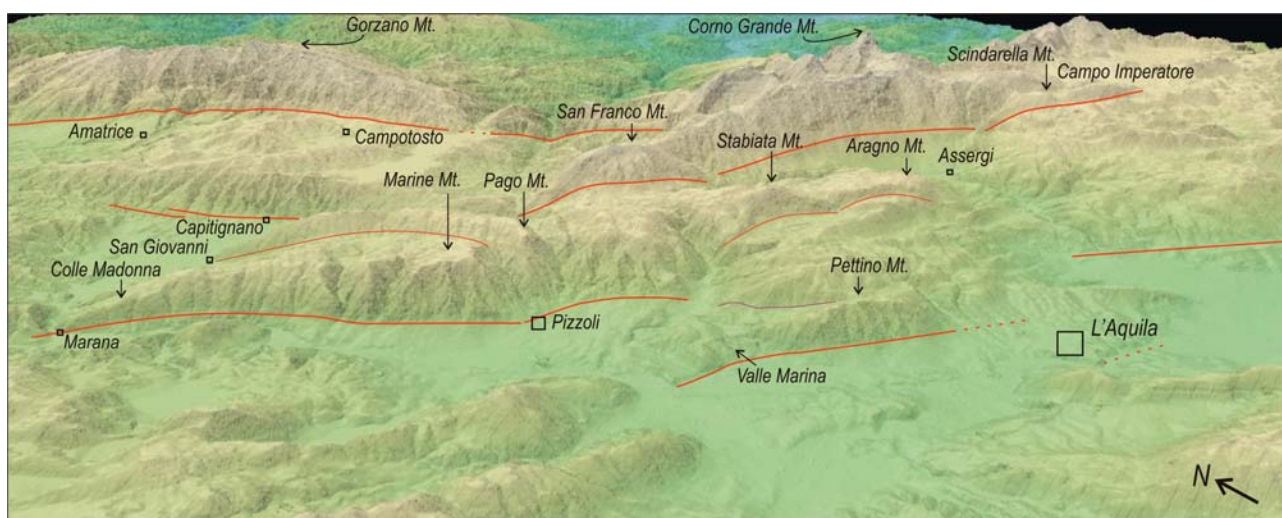 Gorzano Mt.
Corno Grande Mt.
Scindarella Mt.
Campo Imperatore
San Franco Mt.
Amatrice
Campotosto
Stabiata Mt.
Aragno Mt.
Assergi
Marine Mt.
Pago Mt.
Capitignano
San Giovanni
Colle Madonna
Pettino Mt.
Marana
Pizzoli
L'Aquila
Valle Marina
N